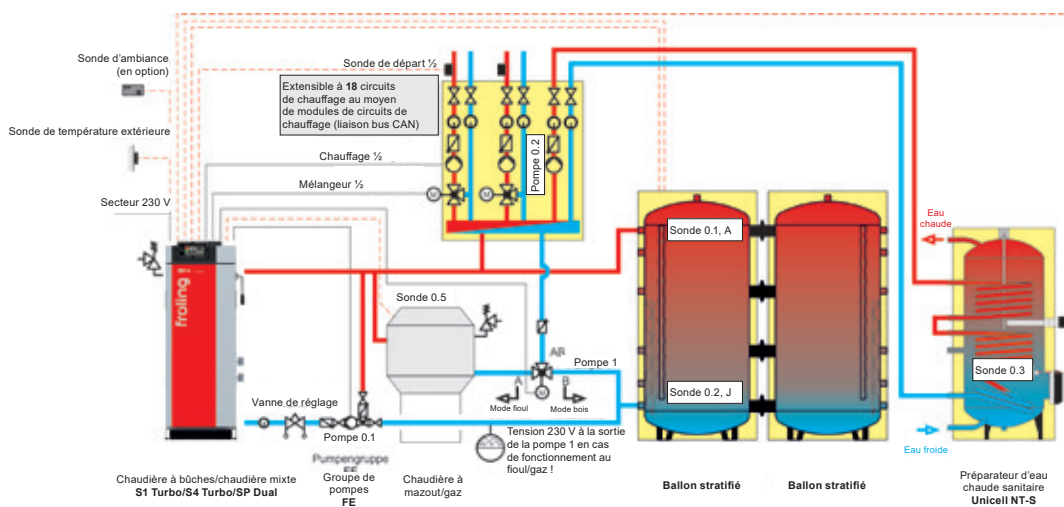 Sonde d'ambiance
(en option)
Sonde de température extérieure
Secteur 230 V
Sonde de départ ½
Extensible à 18 circuits
de chauffage au moyen
de modules de circuits de
chauffage (liaison bus CAN)
Chauffage ½
Mélangeur ½
Pompe 0.2
M
M
froling
Sonde 0.5
Sonde 0.1, A
Sonde 0.2, J
Eau
chaude
Sonde 0.3
Eau froide
AB
Pompe 1
A
B
M
Mode fioul
Mode bois
Vanne de réglage
Pompe 0.1
Tension 230 V à la sortie
de la pompe 1 en cas
de fonctionnement au
fioul/gaz !
Pumpengruppe
Chaudière à bûches/chaudière mixte
S1 Turbo/S4 Turbo/SP Dual
Groupe de
pompes
FE
Chaudière à
mazout/gaz
Ballon stratifié
Ballon stratifié
Préparateur d'eau
chaude sanitaire
Unicell NT-S